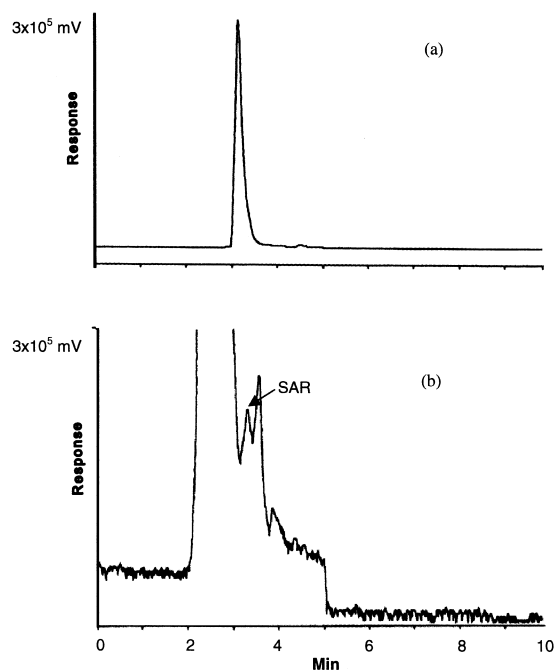 3x10⁵ mV
(a)
Response
3x10⁵ mV
(b)
SAR
Response
0 2 4 6 8 10
Min